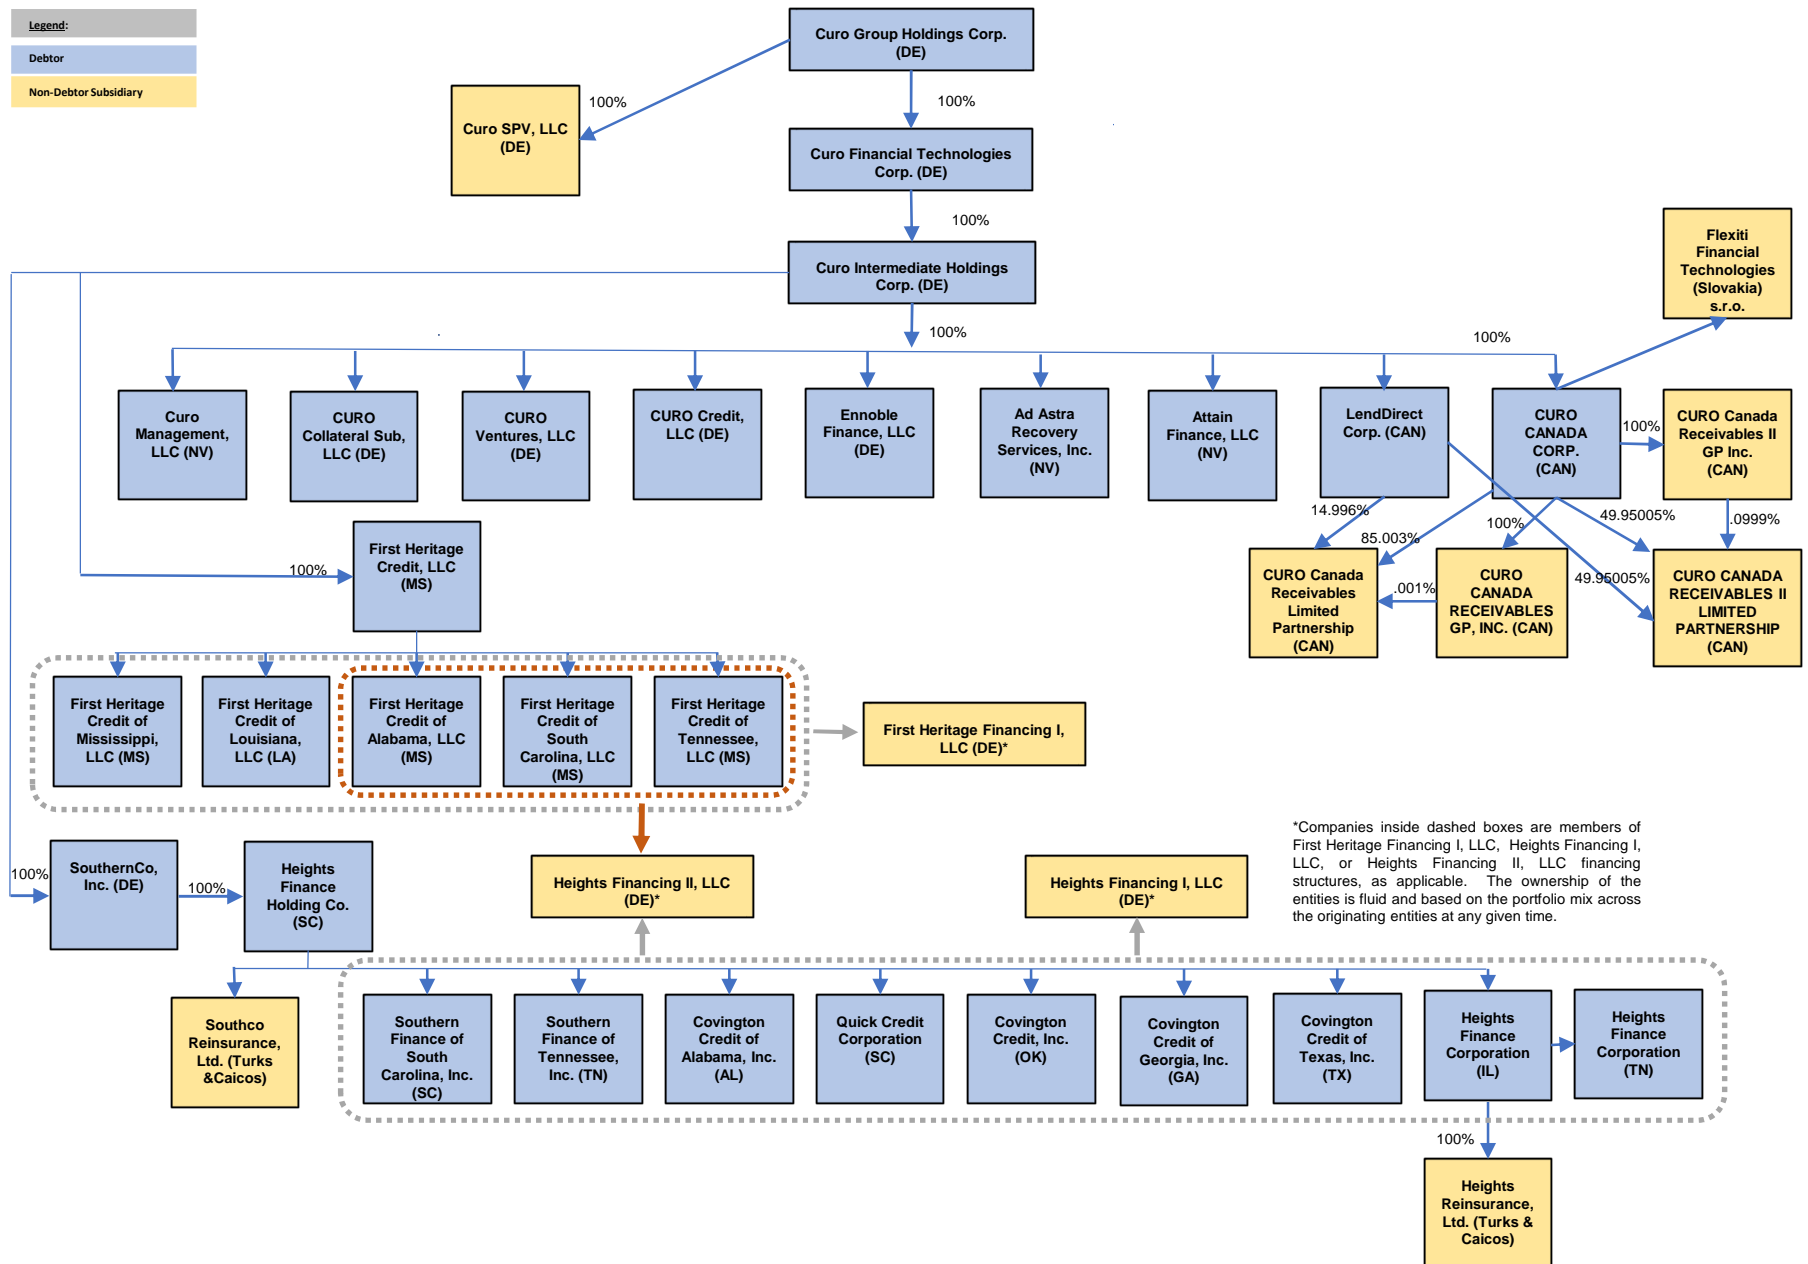 Legend:
Debtor
Non-Debtor Subsidiary
Curo Group Holdings Corp.
(DE)
100%
100%
Curo SPV, LLC
(DE)
Curo Financial Technologies
Corp. (DE)
100%
Curo Intermediate Holdings
Corp. (DE)
Flexiti
Financial
Technologies
(Slovakia)
s.r.o.
100%
100%
Curo
Management,
LLC (NV)
CURO
Collateral Sub,
LLC (DE)
CURO
Ventures, LLC
(DE)
CURO Credit,
LLC (DE)
Ennoble
Finance, LLC
(DE)
Ad Astra
Recovery
Services, Inc.
(NV)
Attain
Finance, LLC
(NV)
LendDirect
Corp. (CAN)
CURO
CANADA
CORP.
(CAN)
100%
CURO Canada
Receivables II
GP Inc.
(CAN)
14.996%
85.003%
100%
49.95005%
.0999%
49.95005%
CURO Canada
Receivables
Limited
Partnership
(CAN)
.001%
CURO
CANADA
RECEIVABLES
GP, INC. (CAN)
CURO CANADA
RECEIVABLES II
LIMITED
PARTNERSHIP
(CAN)
100%
First Heritage
Credit, LLC
(MS)
First Heritage
Credit of
Mississippi,
LLC (MS)
First Heritage
Credit of
Louisiana,
LLC (LA)
First Heritage
Credit of
Alabama, LLC
(MS)
First Heritage
Credit of
South
Carolina, LLC
(MS)
First Heritage
Credit of
Tennessee,
LLC (MS)
First Heritage Financing I,
LLC (DE)*
*Companies inside dashed boxes are members of
First Heritage Financing I, LLC, Heights Financing I,
LLC, or Heights Financing II, LLC financing
structures, as applicable. The ownership of the
entities is fluid and based on the portfolio mix across
the originating entities at any given time.
100%
SouthernCo,
Inc. (DE)
100%
Heights
Finance
Holding Co.
(SC)
Heights Financing II, LLC
(DE)*
Heights Financing I, LLC
(DE)*
Southco
Reinsurance,
Ltd. (Turks
&Caicos)
Southern
Finance of
South
Carolina, Inc.
(SC)
Southern
Finance of
Tennessee,
Inc. (TN)
Covington
Credit of
Alabama, Inc.
(AL)
Quick Credit
Corporation
(SC)
Covington
Credit, Inc.
(OK)
Covington
Credit of
Georgia, Inc.
(GA)
Covington
Credit of
Texas, Inc.
(TX)
Heights
Finance
Corporation
(IL)
Heights
Finance
Corporation
(TN)
100%
Heights
Reinsurance,
Ltd. (Turks &
Caicos)